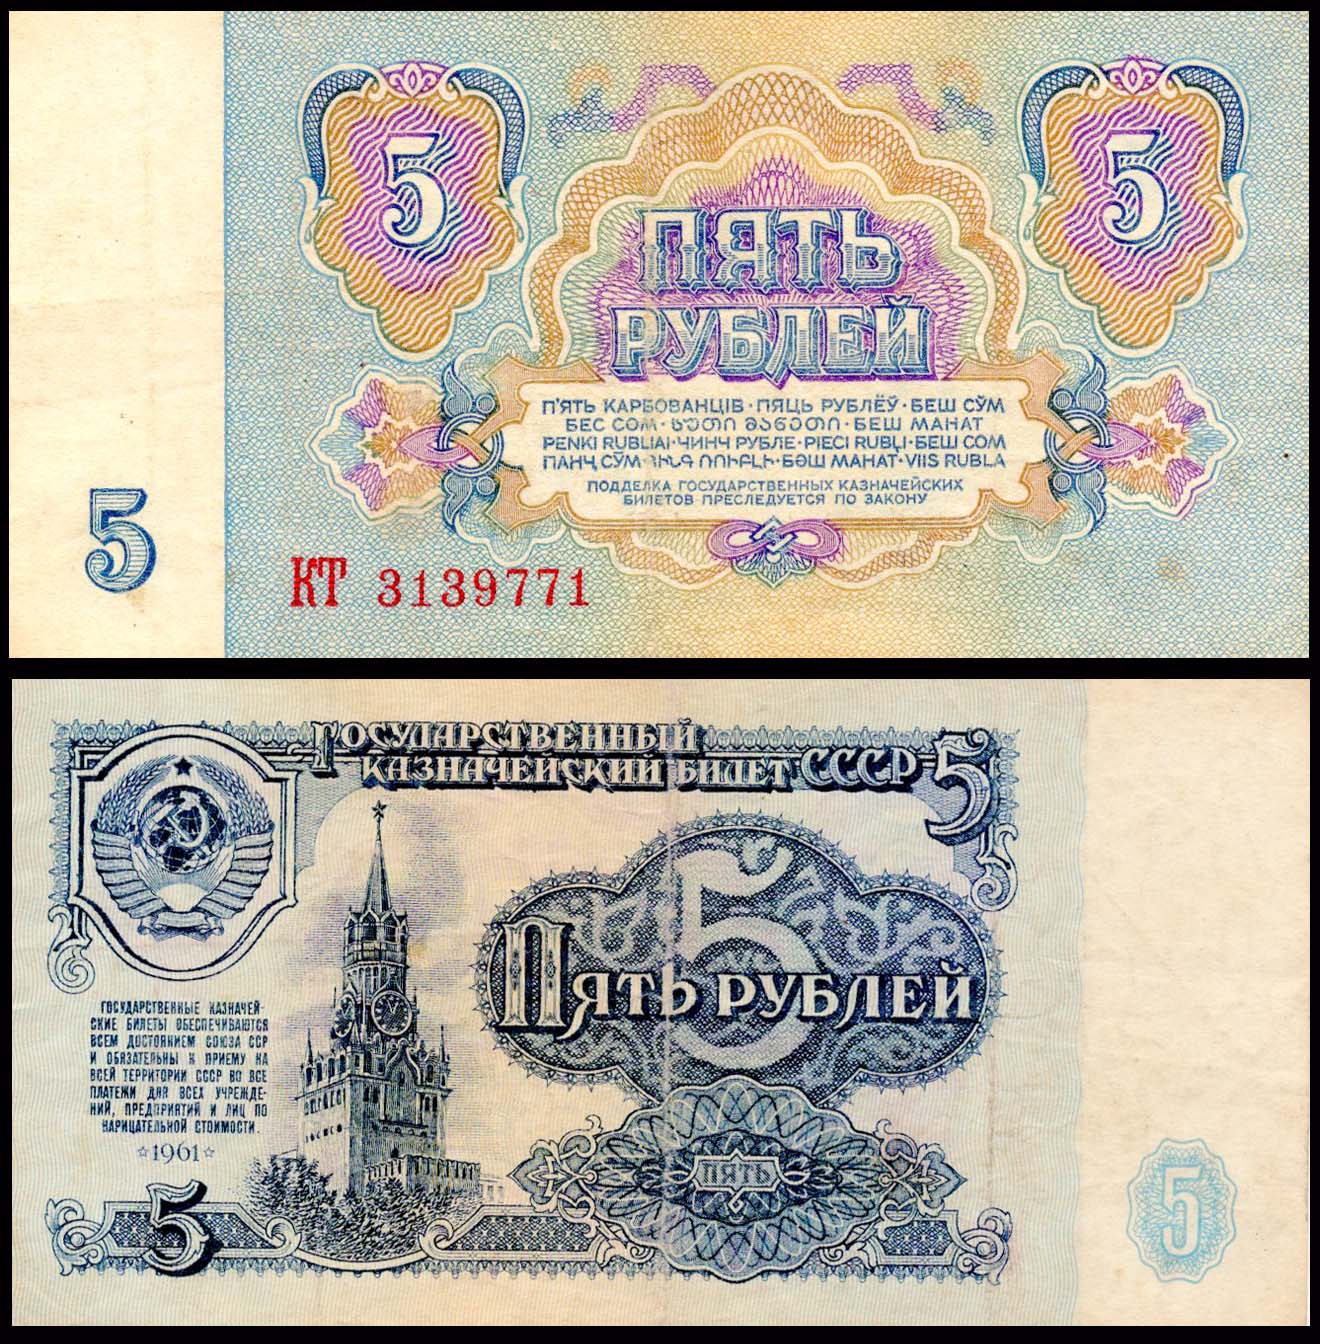 5
5
ПЯТЬ
РУБЛЕЙ
П'ЯТЬ КАРБОВАНЦІВ · ПЯЦЬ РУБЛЁЎ · БЕШ СЎМ
БЕС СОМ · ᲮᲣᲗᲘ ᲛᲐᲜᲔᲗᲘ · БЕШ МАНАТ
PENKI RUBLIAI · ЧИНЧ РУБЛЕ · PIECI RUBĻI · БЕШ СОМ
ПАНҶ СӮМ · ՀԻՆԳ ՌՈՒԲԼԻ · БӘШ МАНАТ · VIIS RUBLA
ПОДДЕЛКА ГОСУДАРСТВЕННЫХ КАЗНАЧЕЙСКИХ
БИЛЕТОВ ПРЕСЛЕДУЕТСЯ ПО ЗАКОНУ
5
КТ 3139771
ГОСУДАРСТВЕННЫЙ
КАЗНАЧЕЙСКИЙ БИЛЕТ СССР
5
5
ПЯТЬ РУБЛЕЙ
ГОСУДАРСТВЕННЫЕ КАЗНАЧЕЙ-
СКИЕ БИЛЕТЫ ОБЕСПЕЧИВАЮТСЯ
ВСЕМ ДОСТОЯНИЕМ СОЮЗА ССР
И ОБЯЗАТЕЛЬНЫ К ПРИЕМУ НА
ВСЕЙ ТЕРРИТОРИИ СССР ВО ВСЕ
ПЛАТЕЖИ ДЛЯ ВСЕХ УЧРЕЖДЕ-
НИЙ, ПРЕДПРИЯТИЙ И ЛИЦ ПО
НАРИЦАТЕЛЬНОЙ СТОИМОСТИ.
☆1961☆
ПЯТЬ
5
5